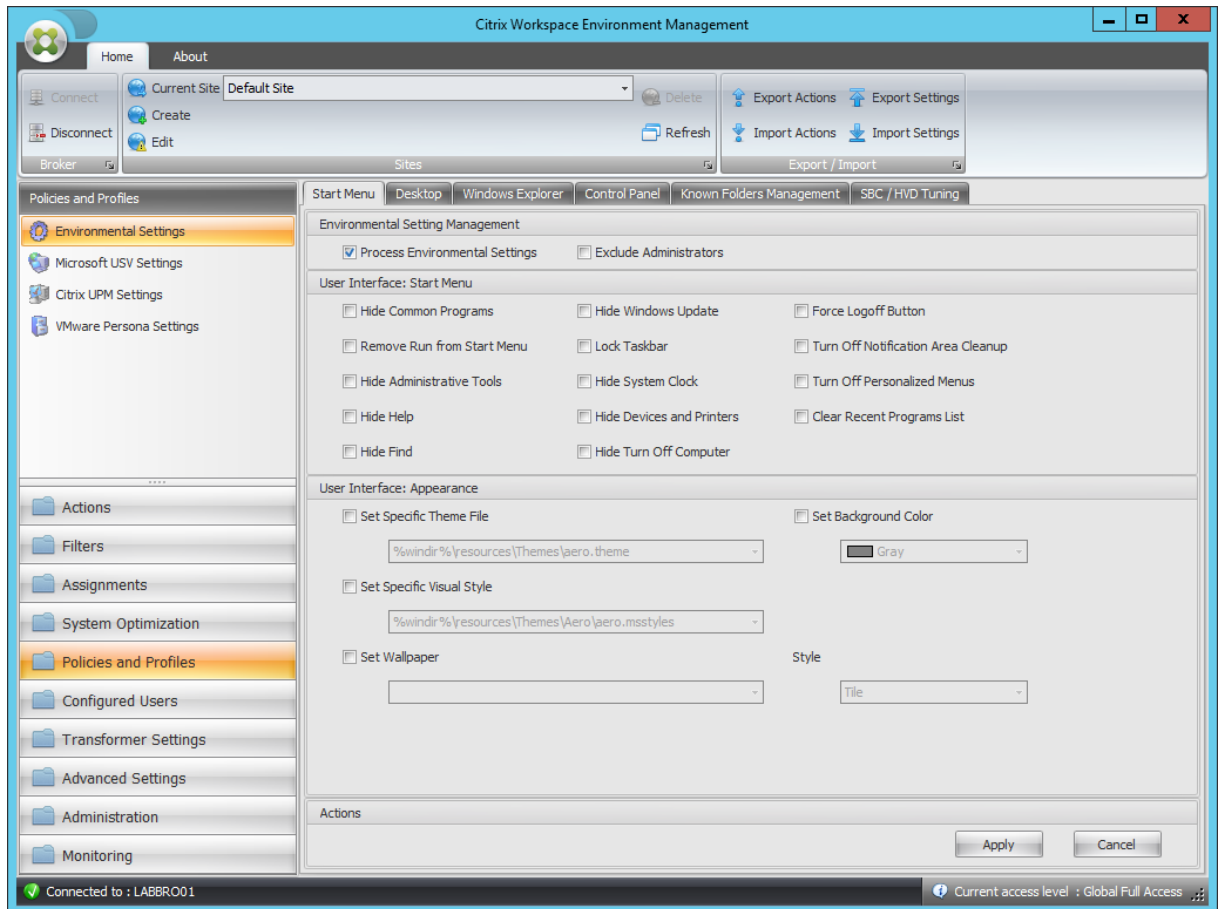 Citrix Workspace Environment Management
Home About
Connect
Disconnect
Broker
Current Site Default Site
Create
Edit
Delete
Refresh
Sites
Export Actions Export Settings
Import Actions Import Settings
Export / Import
Policies and Profiles
Environmental Settings
Microsoft USV Settings
Citrix UPM Settings
VMware Persona Settings
Actions
Filters
Assignments
System Optimization
Policies and Profiles
Configured Users
Transformer Settings
Advanced Settings
Administration
Monitoring
Start Menu Desktop Windows Explorer Control Panel Known Folders Management SBC / HVD Tuning
Environmental Setting Management
Process Environmental Settings Exclude Administrators
User Interface: Start Menu
Hide Common Programs Hide Windows Update Force Logoff Button
Remove Run from Start Menu Lock Taskbar Turn Off Notification Area Cleanup
Hide Administrative Tools Hide System Clock Turn Off Personalized Menus
Hide Help Hide Devices and Printers Clear Recent Programs List
Hide Find Hide Turn Off Computer
User Interface: Appearance
Set Specific Theme File Set Background Color
%windir%\resources\Themes\aero.theme Gray
Set Specific Visual Style
%windir%\resources\Themes\Aero\aero.msstyles
Set Wallpaper Style
Tile
Actions
Apply Cancel
Connected to : LABBRO01 Current access level : Global Full Access